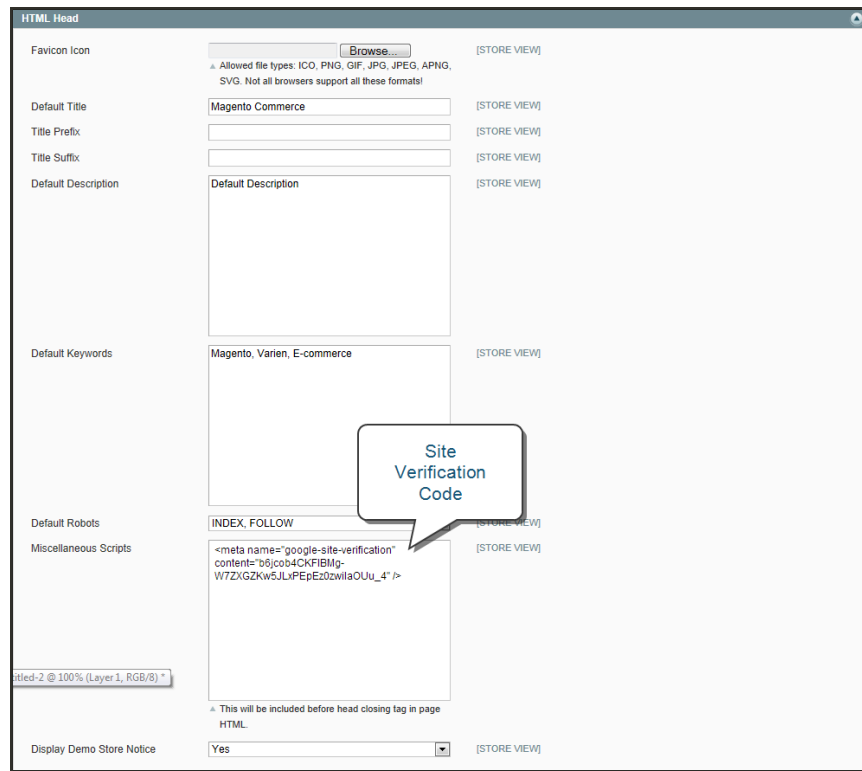 HTML Head
Favicon Icon
Browse...
[STORE VIEW]
Allowed file types: ICO, PNG, GIF, JPG, JPEG, APNG,
SVG. Not all browsers support all these formats!
Default Title
Magento Commerce
[STORE VIEW]
Title Prefix
[STORE VIEW]
Title Suffix
[STORE VIEW]
Default Description
Default Description
[STORE VIEW]
Default Keywords
Magento, Varien, E-commerce
[STORE VIEW]
Site
Verification
Code
Default Robots
INDEX, FOLLOW
[STORE VIEW]
Miscellaneous Scripts
<meta name="google-site-verification"
content="b6jcob4CKFIBMg-
W7ZXGZKw5JLxPEpEz0zwilaOUu_4" />
[STORE VIEW]
titled-2 @ 100% (Layer 1, RGB/8) *
This will be included before head closing tag in page
HTML.
Display Demo Store Notice
Yes
[STORE VIEW]